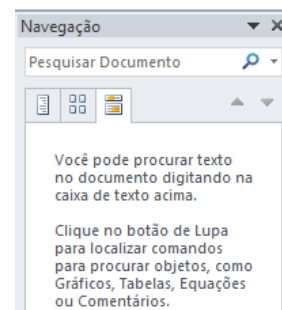 Navegação
Pesquisar Documento
Você pode procurar texto
no documento digitando na
caixa de texto acima.
Clique no botão de Lupa
para localizar comandos
para procurar objetos, como
Gráficos, Tabelas, Equações
ou Comentários.